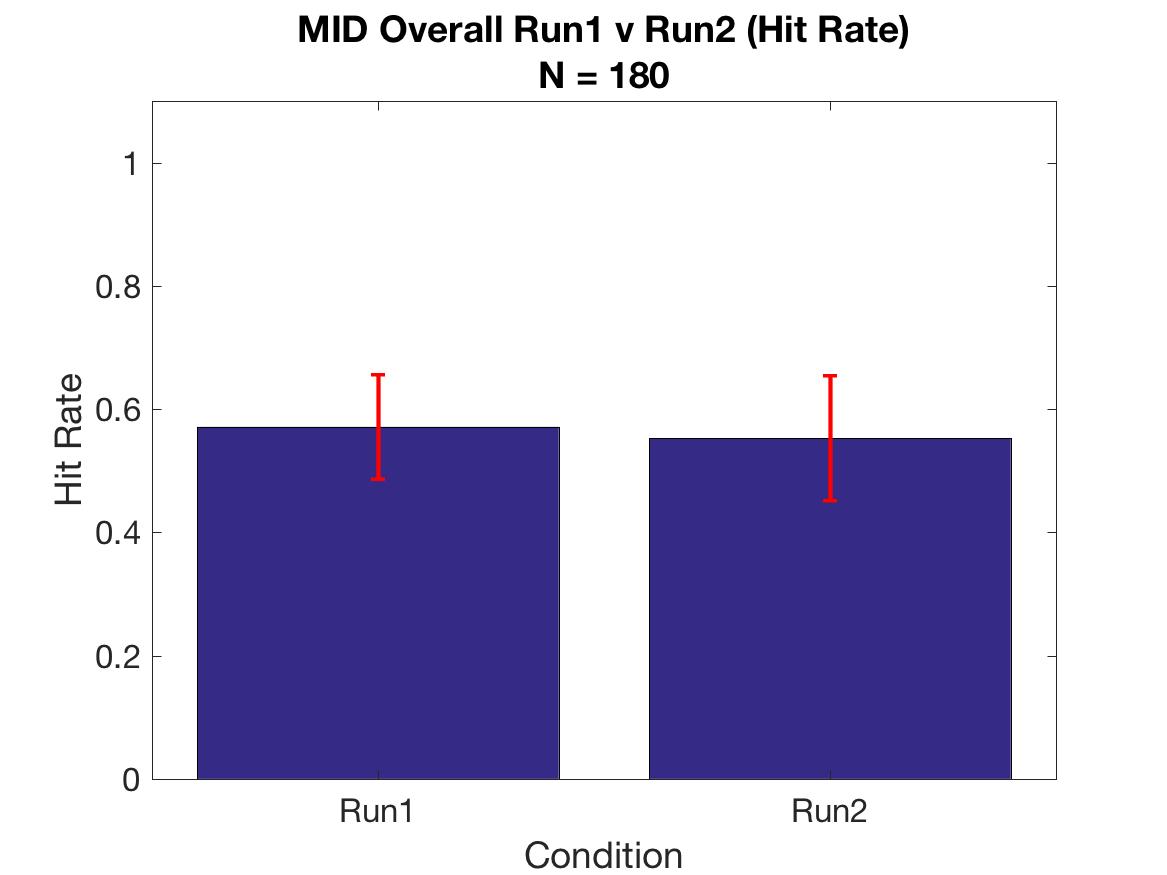 MID Overall Run1 v Run2 (Hit Rate)
N = 180
1
0.8
0.6
0.4
0.2
0
Hit Rate
Run1 Run2
Condition